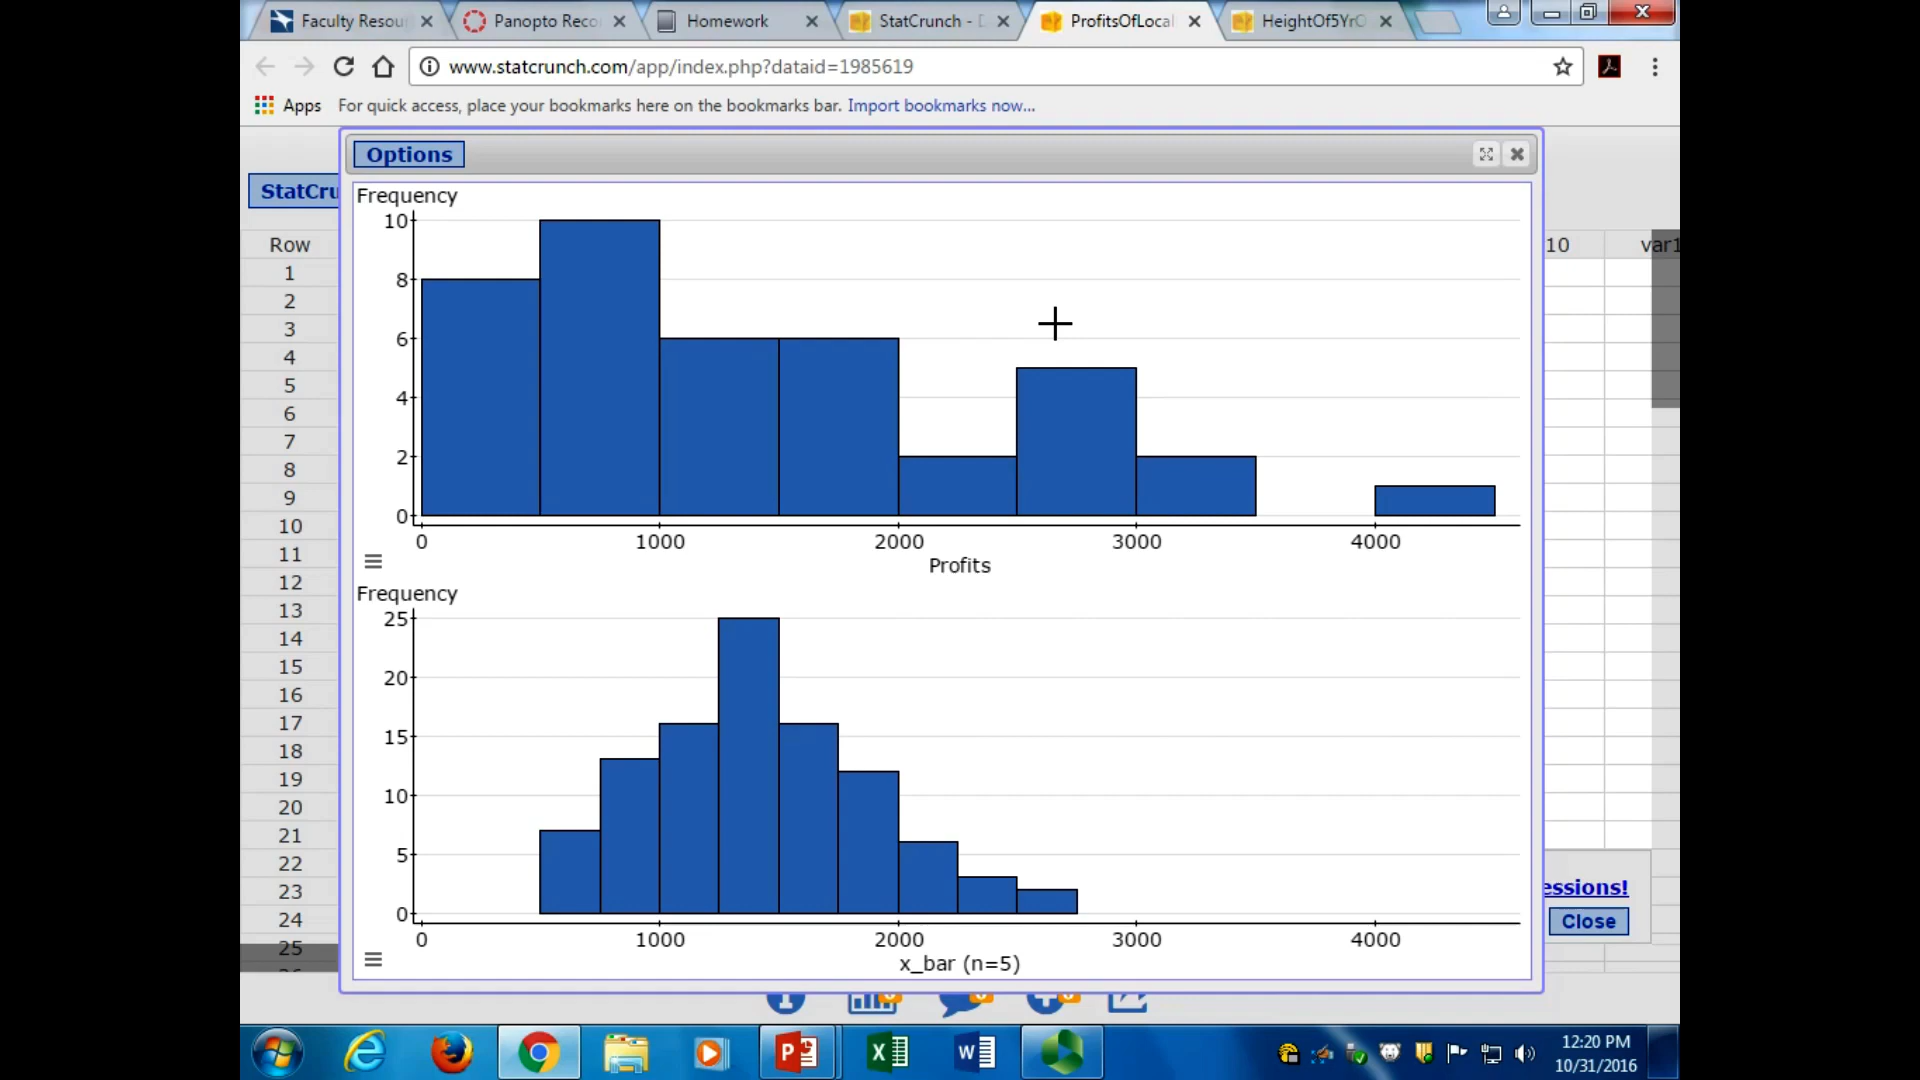 Faculty Resou Panopto Reco Homework StatCrunch - D ProfitsOfLocal HeightOf5YrO
www.statcrunch.com/app/index.php?dataid=1985619
Apps For quick access, place your bookmarks here on the bookmarks bar. Import bookmarks now...
Options
StatCru
Row 10 var1
1
2
3
4
5
6
7
8
9
10
11
12
13
14
15
16
17
18
19
20
21
22
23
24
25
Frequency
10
8
6
4
2
0
0 1000 2000 3000 4000
Profits
Frequency
25
20
15
10
5
0
0 1000 2000 3000 4000
x_bar (n=5)
essions!
Close
12:20 PM
10/31/2016